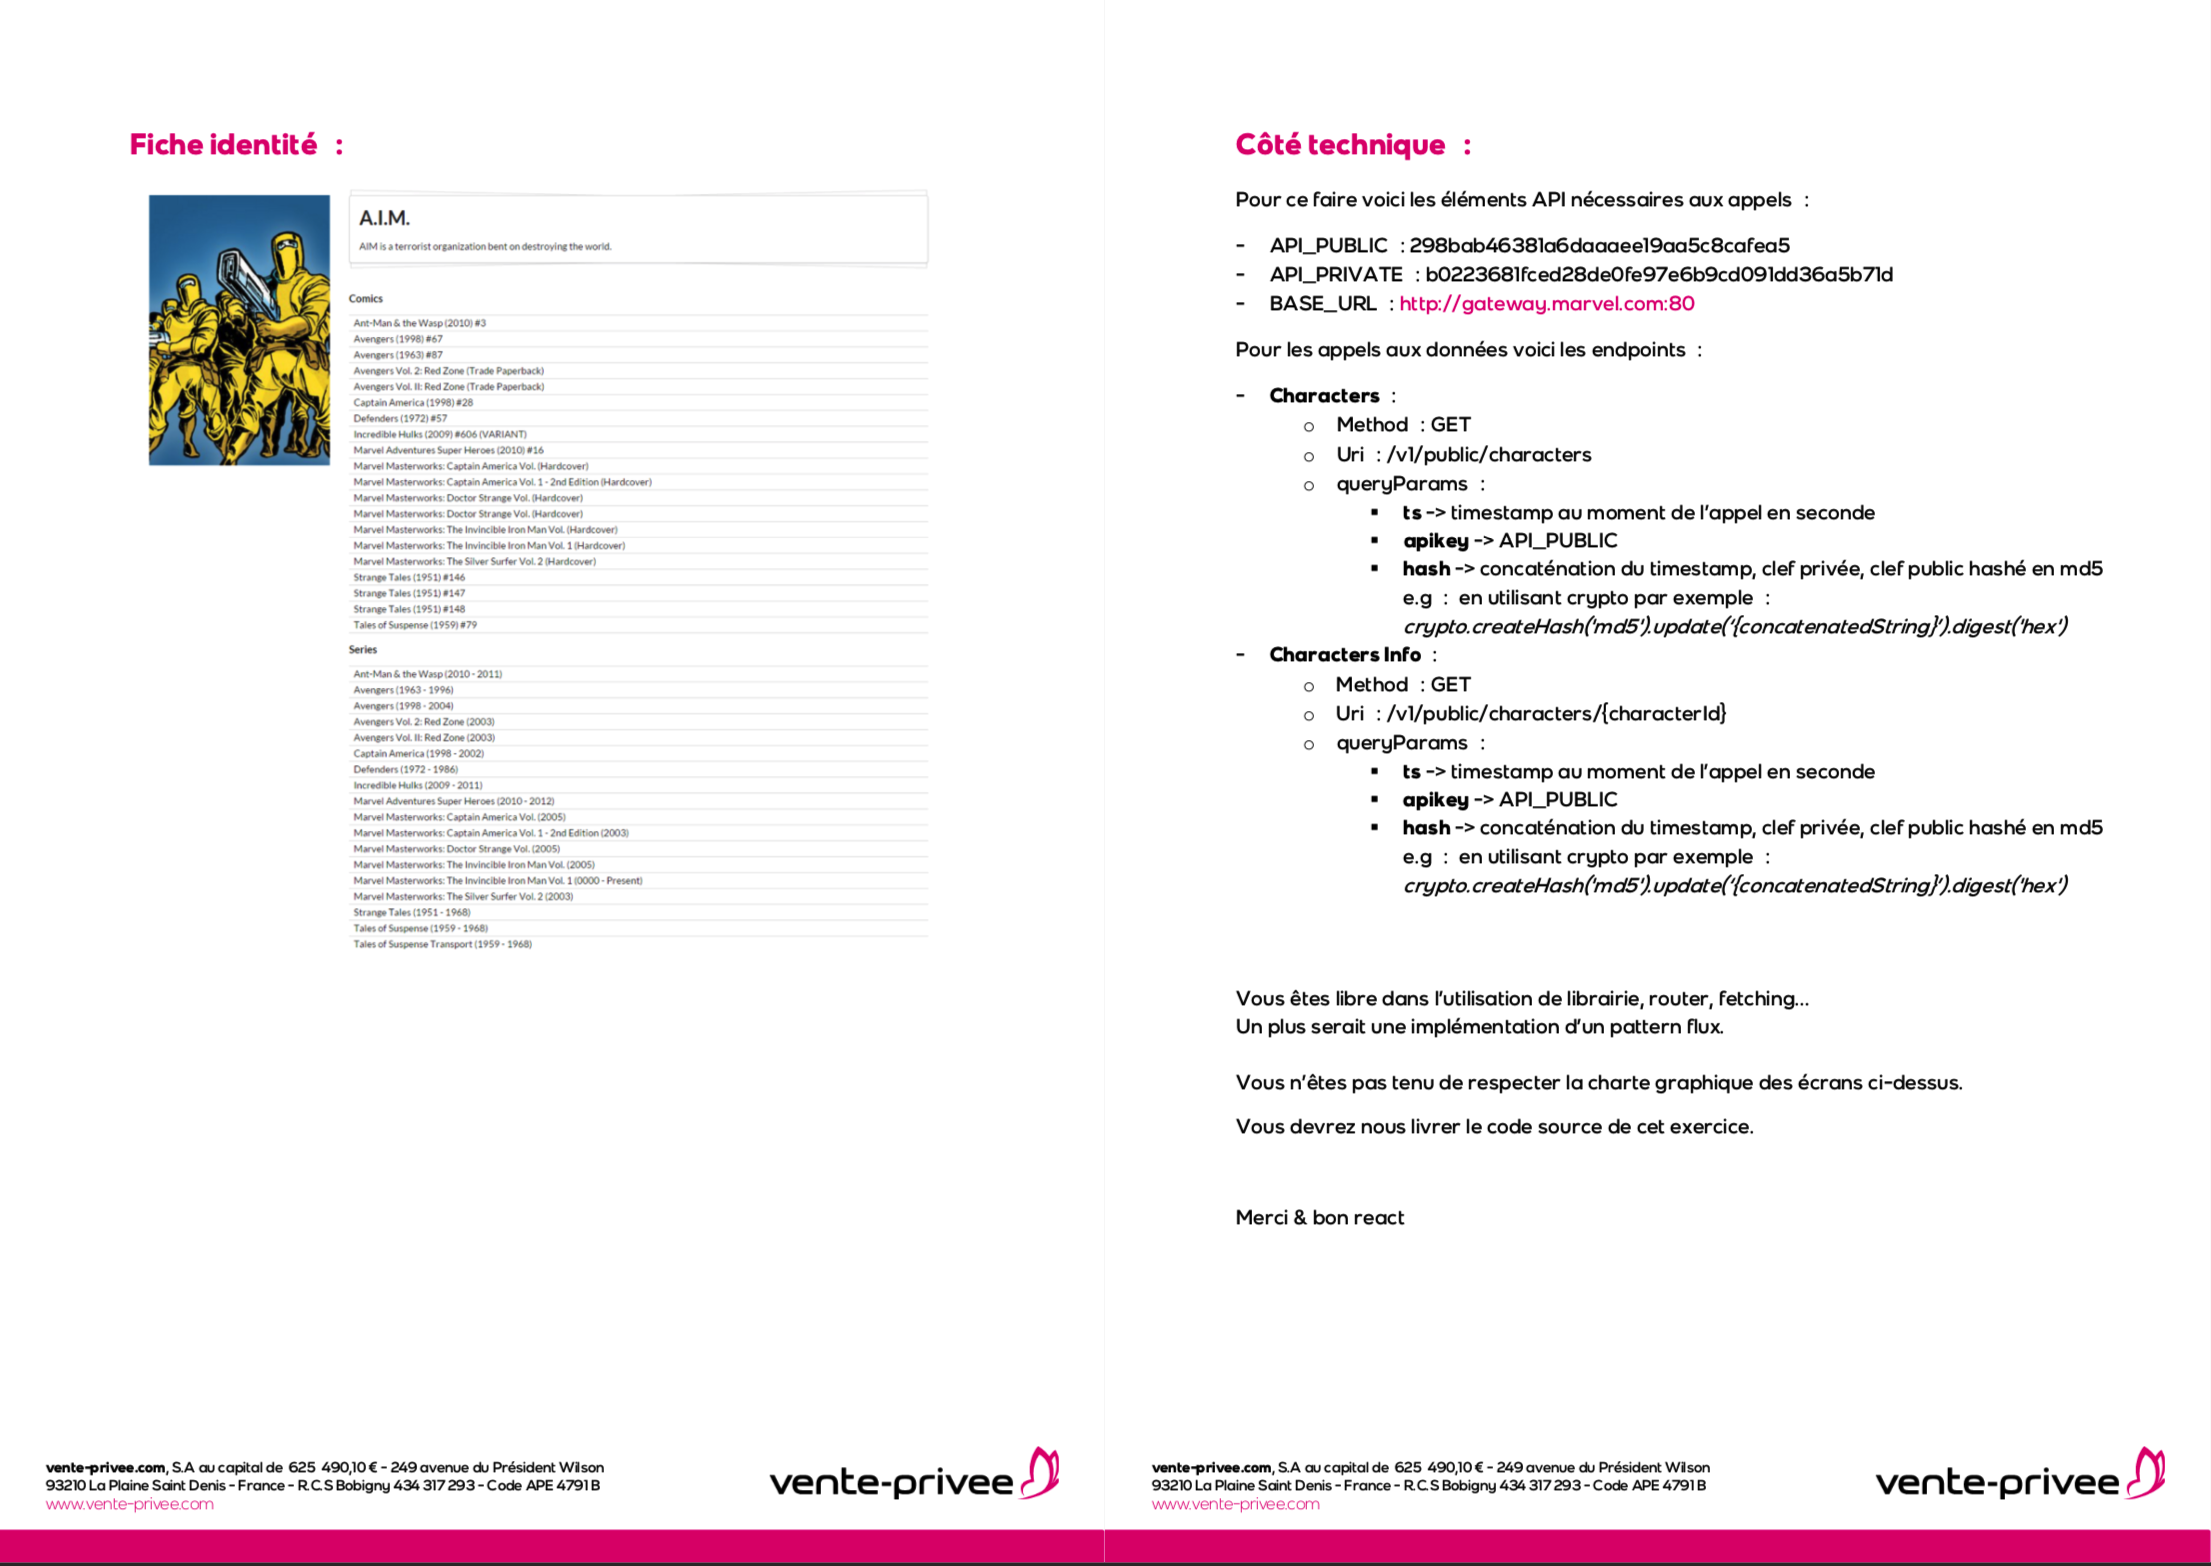 Fiche identité :
A.I.M.
AIM is a terrorist organization bent on destroying the world.
Comics
Ant-Man & the Wasp (2010) #3
Avengers (1998) #67
Avengers (1963) #87
Avengers Vol. 2: Red Zone (Trade Paperback)
Avengers Vol. II: Red Zone (Trade Paperback)
Captain America (1998) #28
Defenders (1972) #57
Incredible Hulks (2009) #606 (VARIANT)
Marvel Adventures Super Heroes (2010) #16
Marvel Masterworks: Captain America Vol. (Hardcover)
Marvel Masterworks: Captain America Vol. 1 - 2nd Edition (Hardcover)
Marvel Masterworks: Doctor Strange Vol. (Hardcover)
Marvel Masterworks: Doctor Strange Vol. (Hardcover)
Marvel Masterworks: The Invincible Iron Man Vol. (Hardcover)
Marvel Masterworks: The Invincible Iron Man Vol. 1 (Hardcover)
Marvel Masterworks: The Silver Surfer Vol. 2 (Hardcover)
Strange Tales (1951) #146
Strange Tales (1951) #147
Strange Tales (1951) #148
Tales of Suspense (1959) #79
Series
Ant-Man & the Wasp (2010 - 2011)
Avengers (1963 - 1996)
Avengers (1998 - 2004)
Avengers Vol. 2: Red Zone (2003)
Avengers Vol. II: Red Zone (2003)
Captain America (1998 - 2002)
Defenders (1972 - 1986)
Incredible Hulks (2009 - 2011)
Marvel Adventures Super Heroes (2010 - 2012)
Marvel Masterworks: Captain America Vol. (2005)
Marvel Masterworks: Captain America Vol. 1 - 2nd Edition (2003)
Marvel Masterworks: Doctor Strange Vol. (2005)
Marvel Masterworks: The Invincible Iron Man Vol. (2005)
Marvel Masterworks: The Invincible Iron Man Vol. 1 (0000 - Present)
Marvel Masterworks: The Silver Surfer Vol. 2 (2003)
Strange Tales (1951 - 1968)
Tales of Suspense (1959 - 1968)
Tales of Suspense Transport (1959 - 1968)
vente-privee.com, S.A au capital de 625 490,10 € - 249 avenue du Président Wilson
93210 La Plaine Saint Denis - France - R.C.S Bobigny 434 317 293 - Code APE 4791 B
www.vente-privee.com
vente-privee
Côté technique :
Pour ce faire voici les éléments API nécessaires aux appels :
- API_PUBLIC : 298bab46381a6daaaee19aa5c8cafea5
- API_PRIVATE : b0223681fced28de0fe97e6b9cd091dd36a5b71d
- BASE_URL : http://gateway.marvel.com:80
Pour les appels aux données voici les endpoints :
- Characters :
o Method : GET
o Uri : /v1/public/characters
o queryParams :
▪ ts -> timestamp au moment de l'appel en seconde
▪ apikey -> API_PUBLIC
▪ hash -> concaténation du timestamp, clef privée, clef public hashé en md5
e.g : en utilisant crypto par exemple :
crypto.createHash('md5').update('{concatenatedString}').digest('hex')
- Characters Info :
o Method : GET
o Uri : /v1/public/characters/{characterId}
o queryParams :
▪ ts -> timestamp au moment de l'appel en seconde
▪ apikey -> API_PUBLIC
▪ hash -> concaténation du timestamp, clef privée, clef public hashé en md5
e.g : en utilisant crypto par exemple :
crypto.createHash('md5').update('{concatenatedString}').digest('hex')
Vous êtes libre dans l'utilisation de librairie, router, fetching...
Un plus serait une implémentation d'un pattern flux.
Vous n'êtes pas tenu de respecter la charte graphique des écrans ci-dessus.
Vous devrez nous livrer le code source de cet exercice.
Merci & bon react
vente-privee.com, S.A au capital de 625 490,10 € - 249 avenue du Président Wilson
93210 La Plaine Saint Denis - France - R.C.S Bobigny 434 317 293 - Code APE 4791 B
www.vente-privee.com
vente-privee